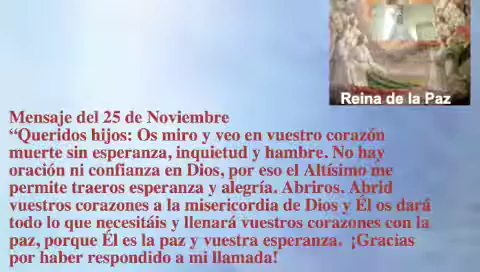 Reina de la Paz
Mensaje del 25 de Noviembre
“Queridos hijos: Os miro y veo en vuestro corazón
muerte sin esperanza, inquietud y hambre. No hay
oración ni confianza en Dios, por eso el Altísimo me
permite traeros esperanza y alegría. Abriros. Abrid
vuestros corazones a la misericordia de Dios y Él os dará
todo lo que necesitáis y llenará vuestros corazones con la
paz, porque Él es la paz y vuestra esperanza. ¡Gracias
por haber respondido a mi llamada!